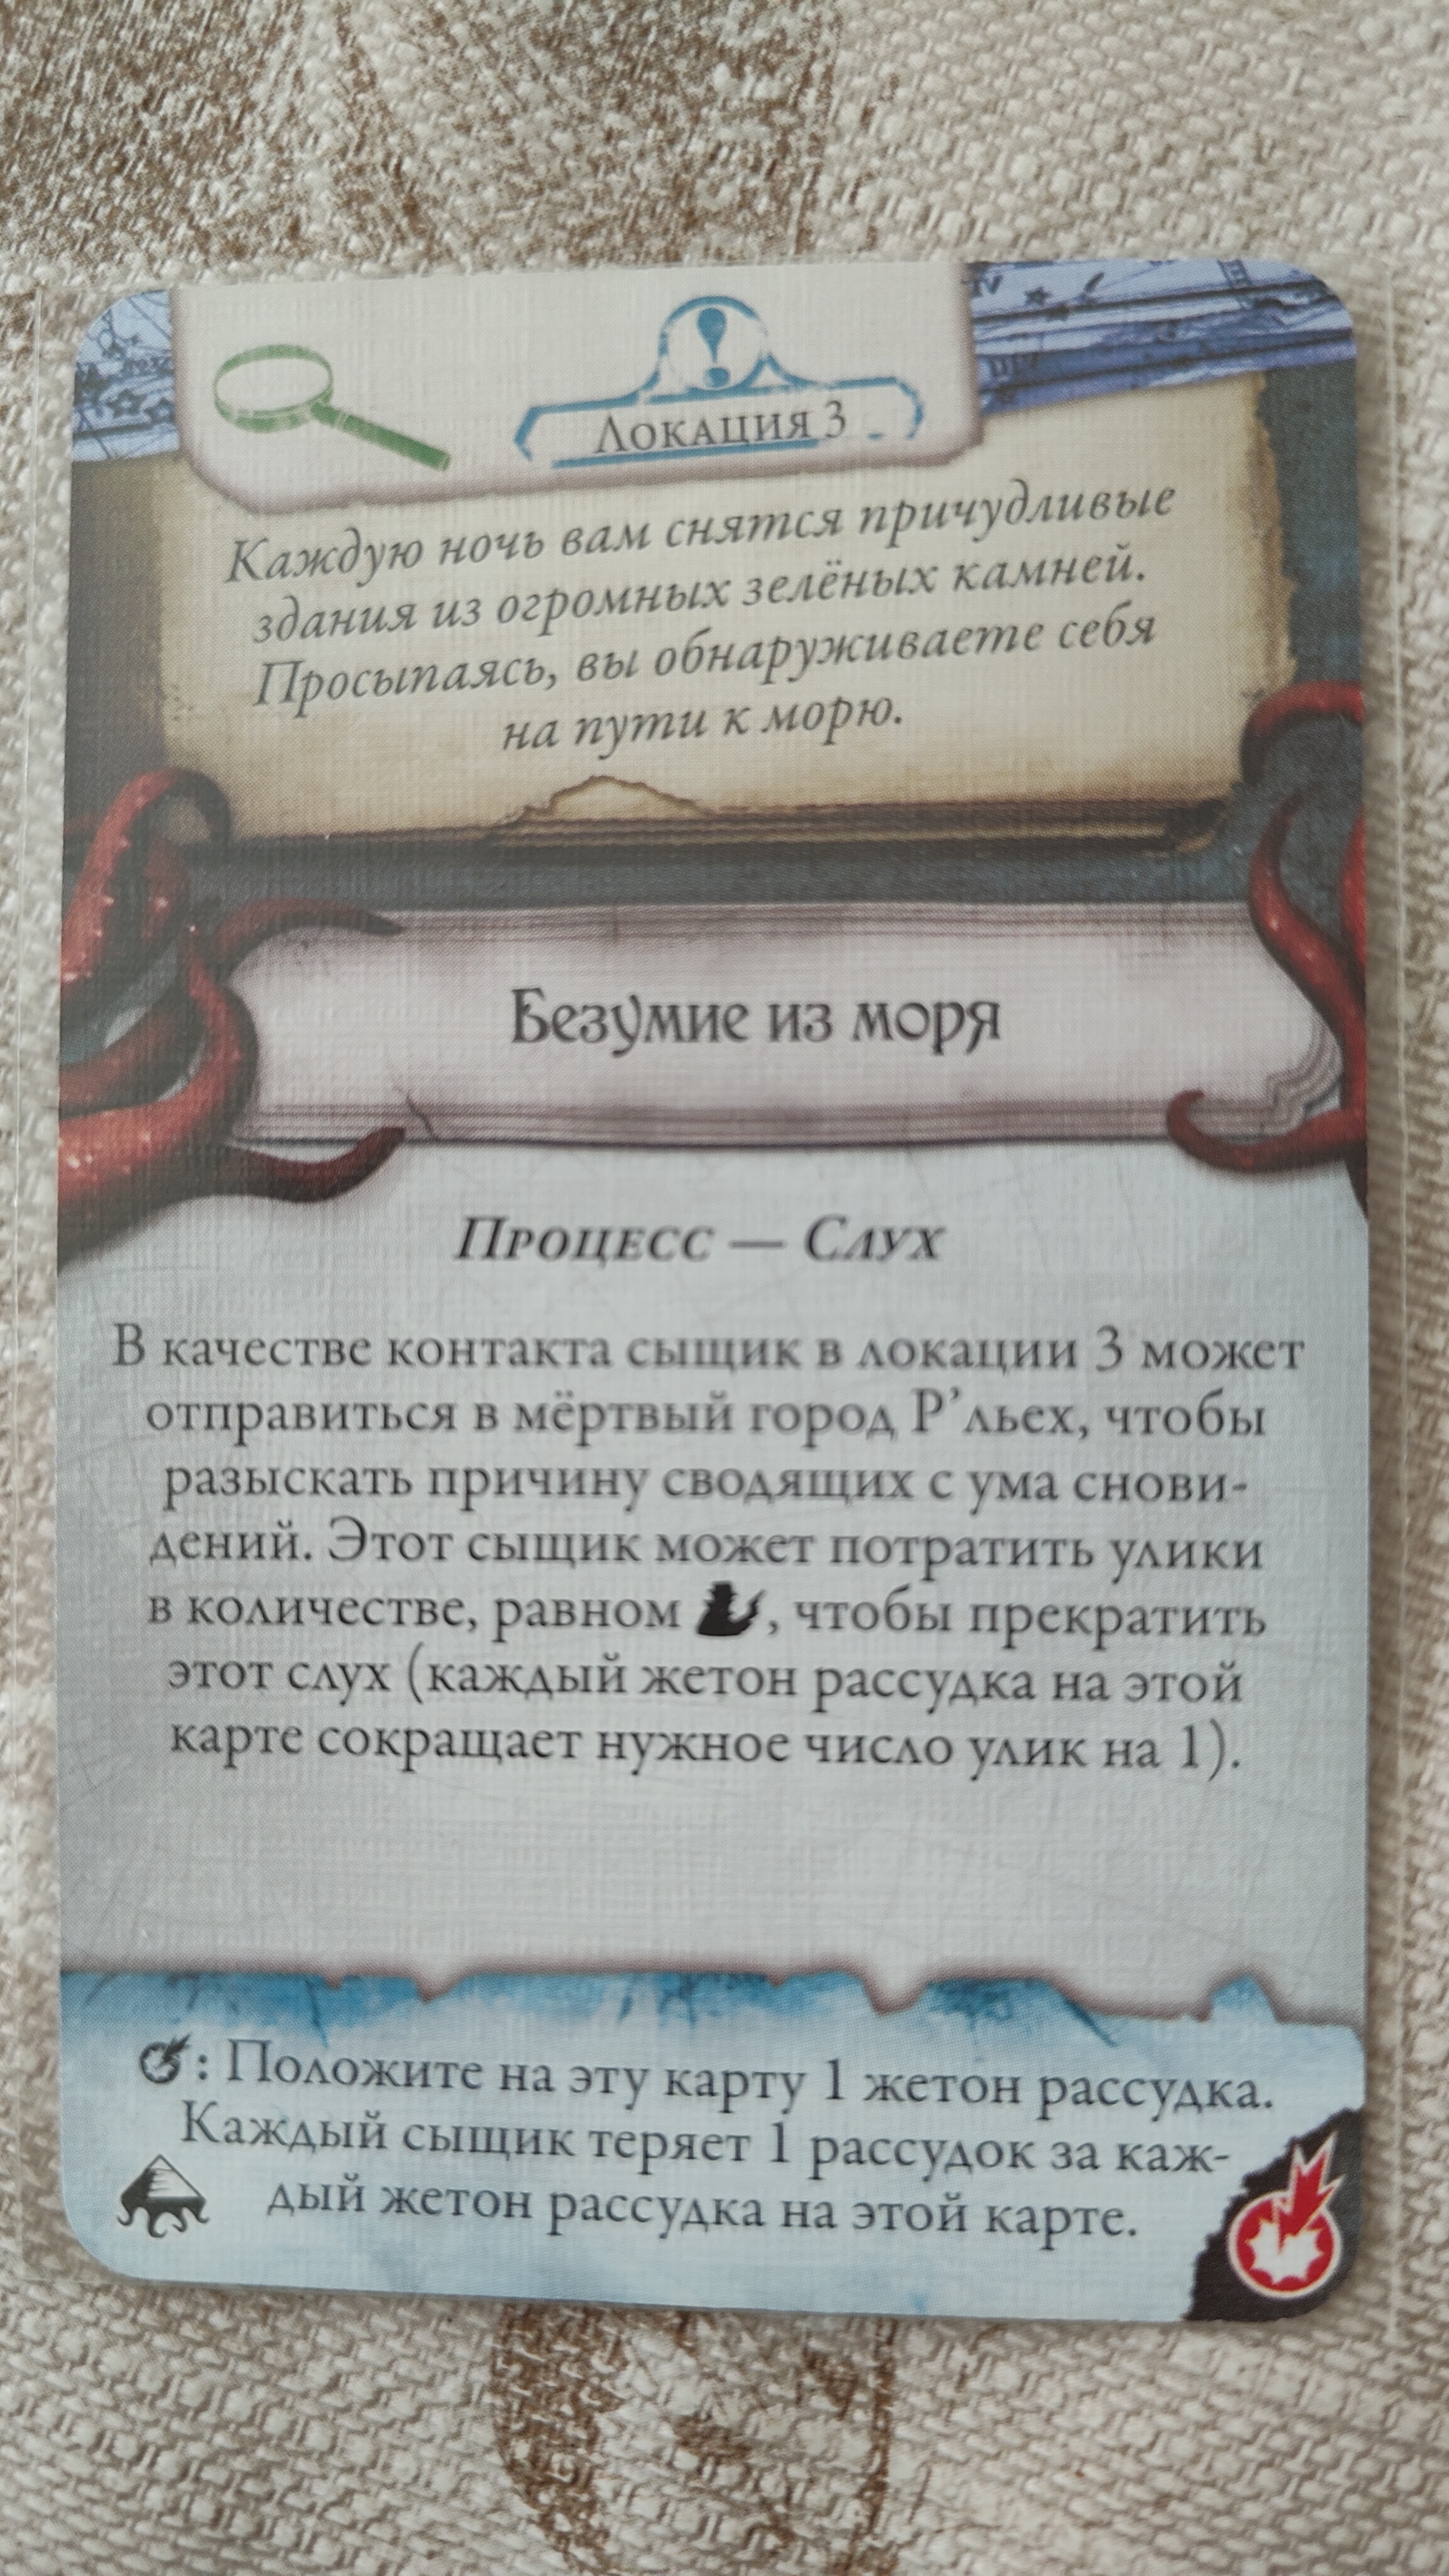 Локация 3
Каждую ночь вам снятся причудливые
здания из огромных зелёных камней.
Просыпаясь, вы обнаруживаете себя
на пути к морю.
Безумие из моря
Процесс — Слух
В качестве контакта сыщик в локации 3 может
отправиться в мёртвый город Р’льех, чтобы
разыскать причину сводящих с ума снови-
дений. Этот сыщик может потратить улики
в количестве, равном , чтобы прекратить
этот слух (каждый жетон рассудка на этой
карте сокращает нужное число улик на 1).
: Положите на эту карту 1 жетон рассудка.
Каждый сыщик теряет 1 рассудок за каж-
дый жетон рассудка на этой карте.